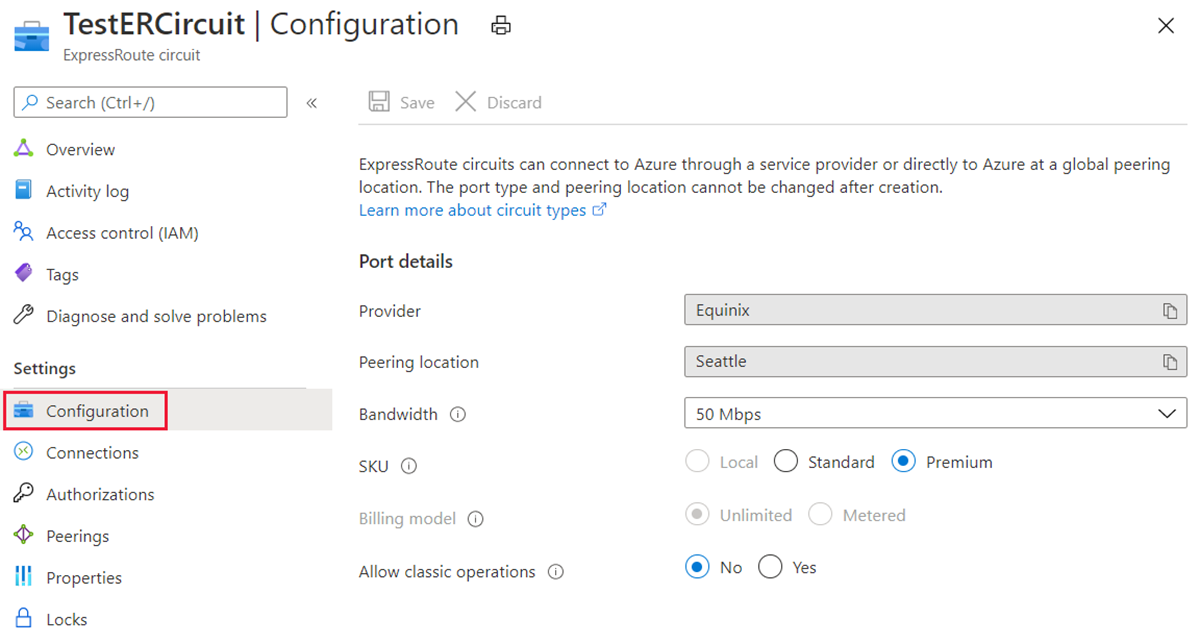 TestERCircuit | Configuration
ExpressRoute circuit
Search (Ctrl+/)
«
Save
Discard
Overview
Activity log
Access control (IAM)
Tags
Diagnose and solve problems
Settings
Configuration
Connections
Authorizations
Peerings
Properties
Locks
ExpressRoute circuits can connect to Azure through a service provider or directly to Azure at a global peering
location. The port type and peering location cannot be changed after creation.
Learn more about circuit types
Port details
Provider
Equinix
Peering location
Seattle
Bandwidth
50 Mbps
SKU
Local
Standard
Premium
Billing model
Unlimited
Metered
Allow classic operations
No
Yes